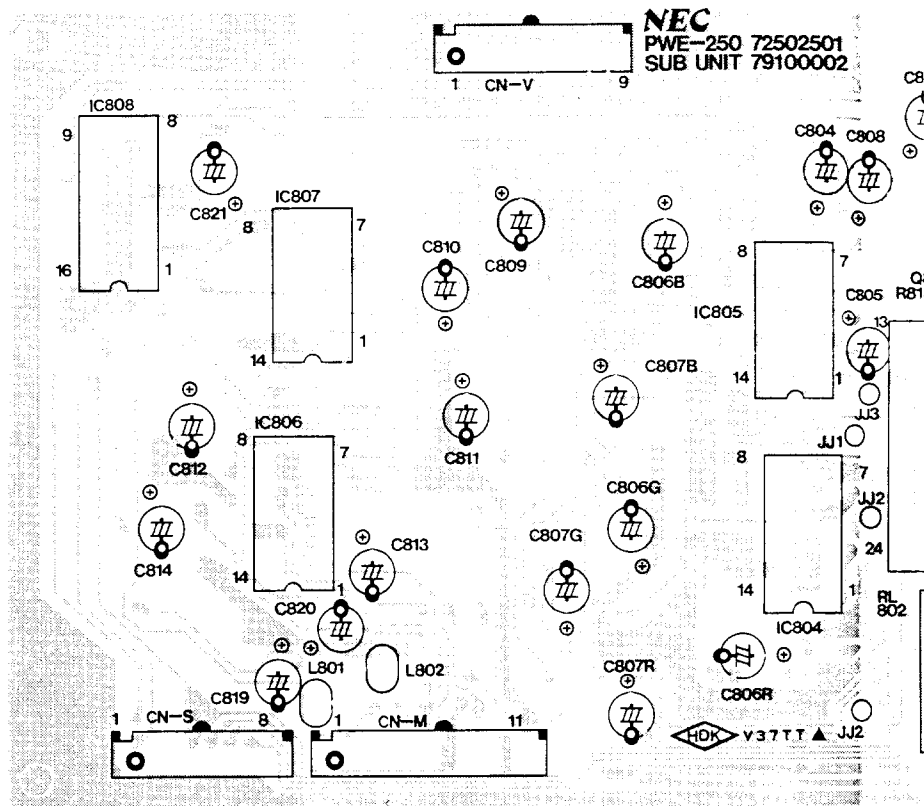 NEC
PWE-250 72502501
SUB UNIT 79100002
1 CN-V 9
IC808
9 8
16 1
C821
IC807
8 7
14 1
C810
C809
C806B
C804 C808
IC805
8 7
14 1
C805
13
JJ3
JJ1
C807B
C812
IC806
8 7
14 1
C811
C806G
C807G
8 7
JJ2
24
14 1
IC804
RL
802
C814
C813
C820
L801
L802
C819
C807R
C806R
1 CN-S 8
1 CN-M 11
HDK V37TT
JJ2